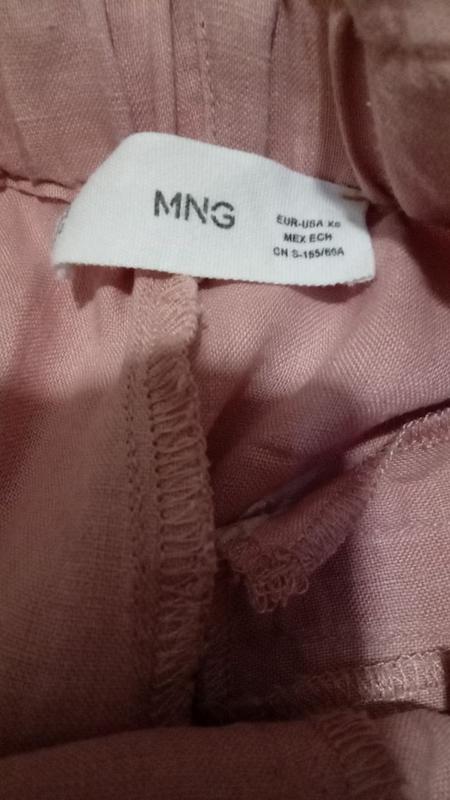 MNG
EUR-USA XS
MEX ECH
CN S-165/66A